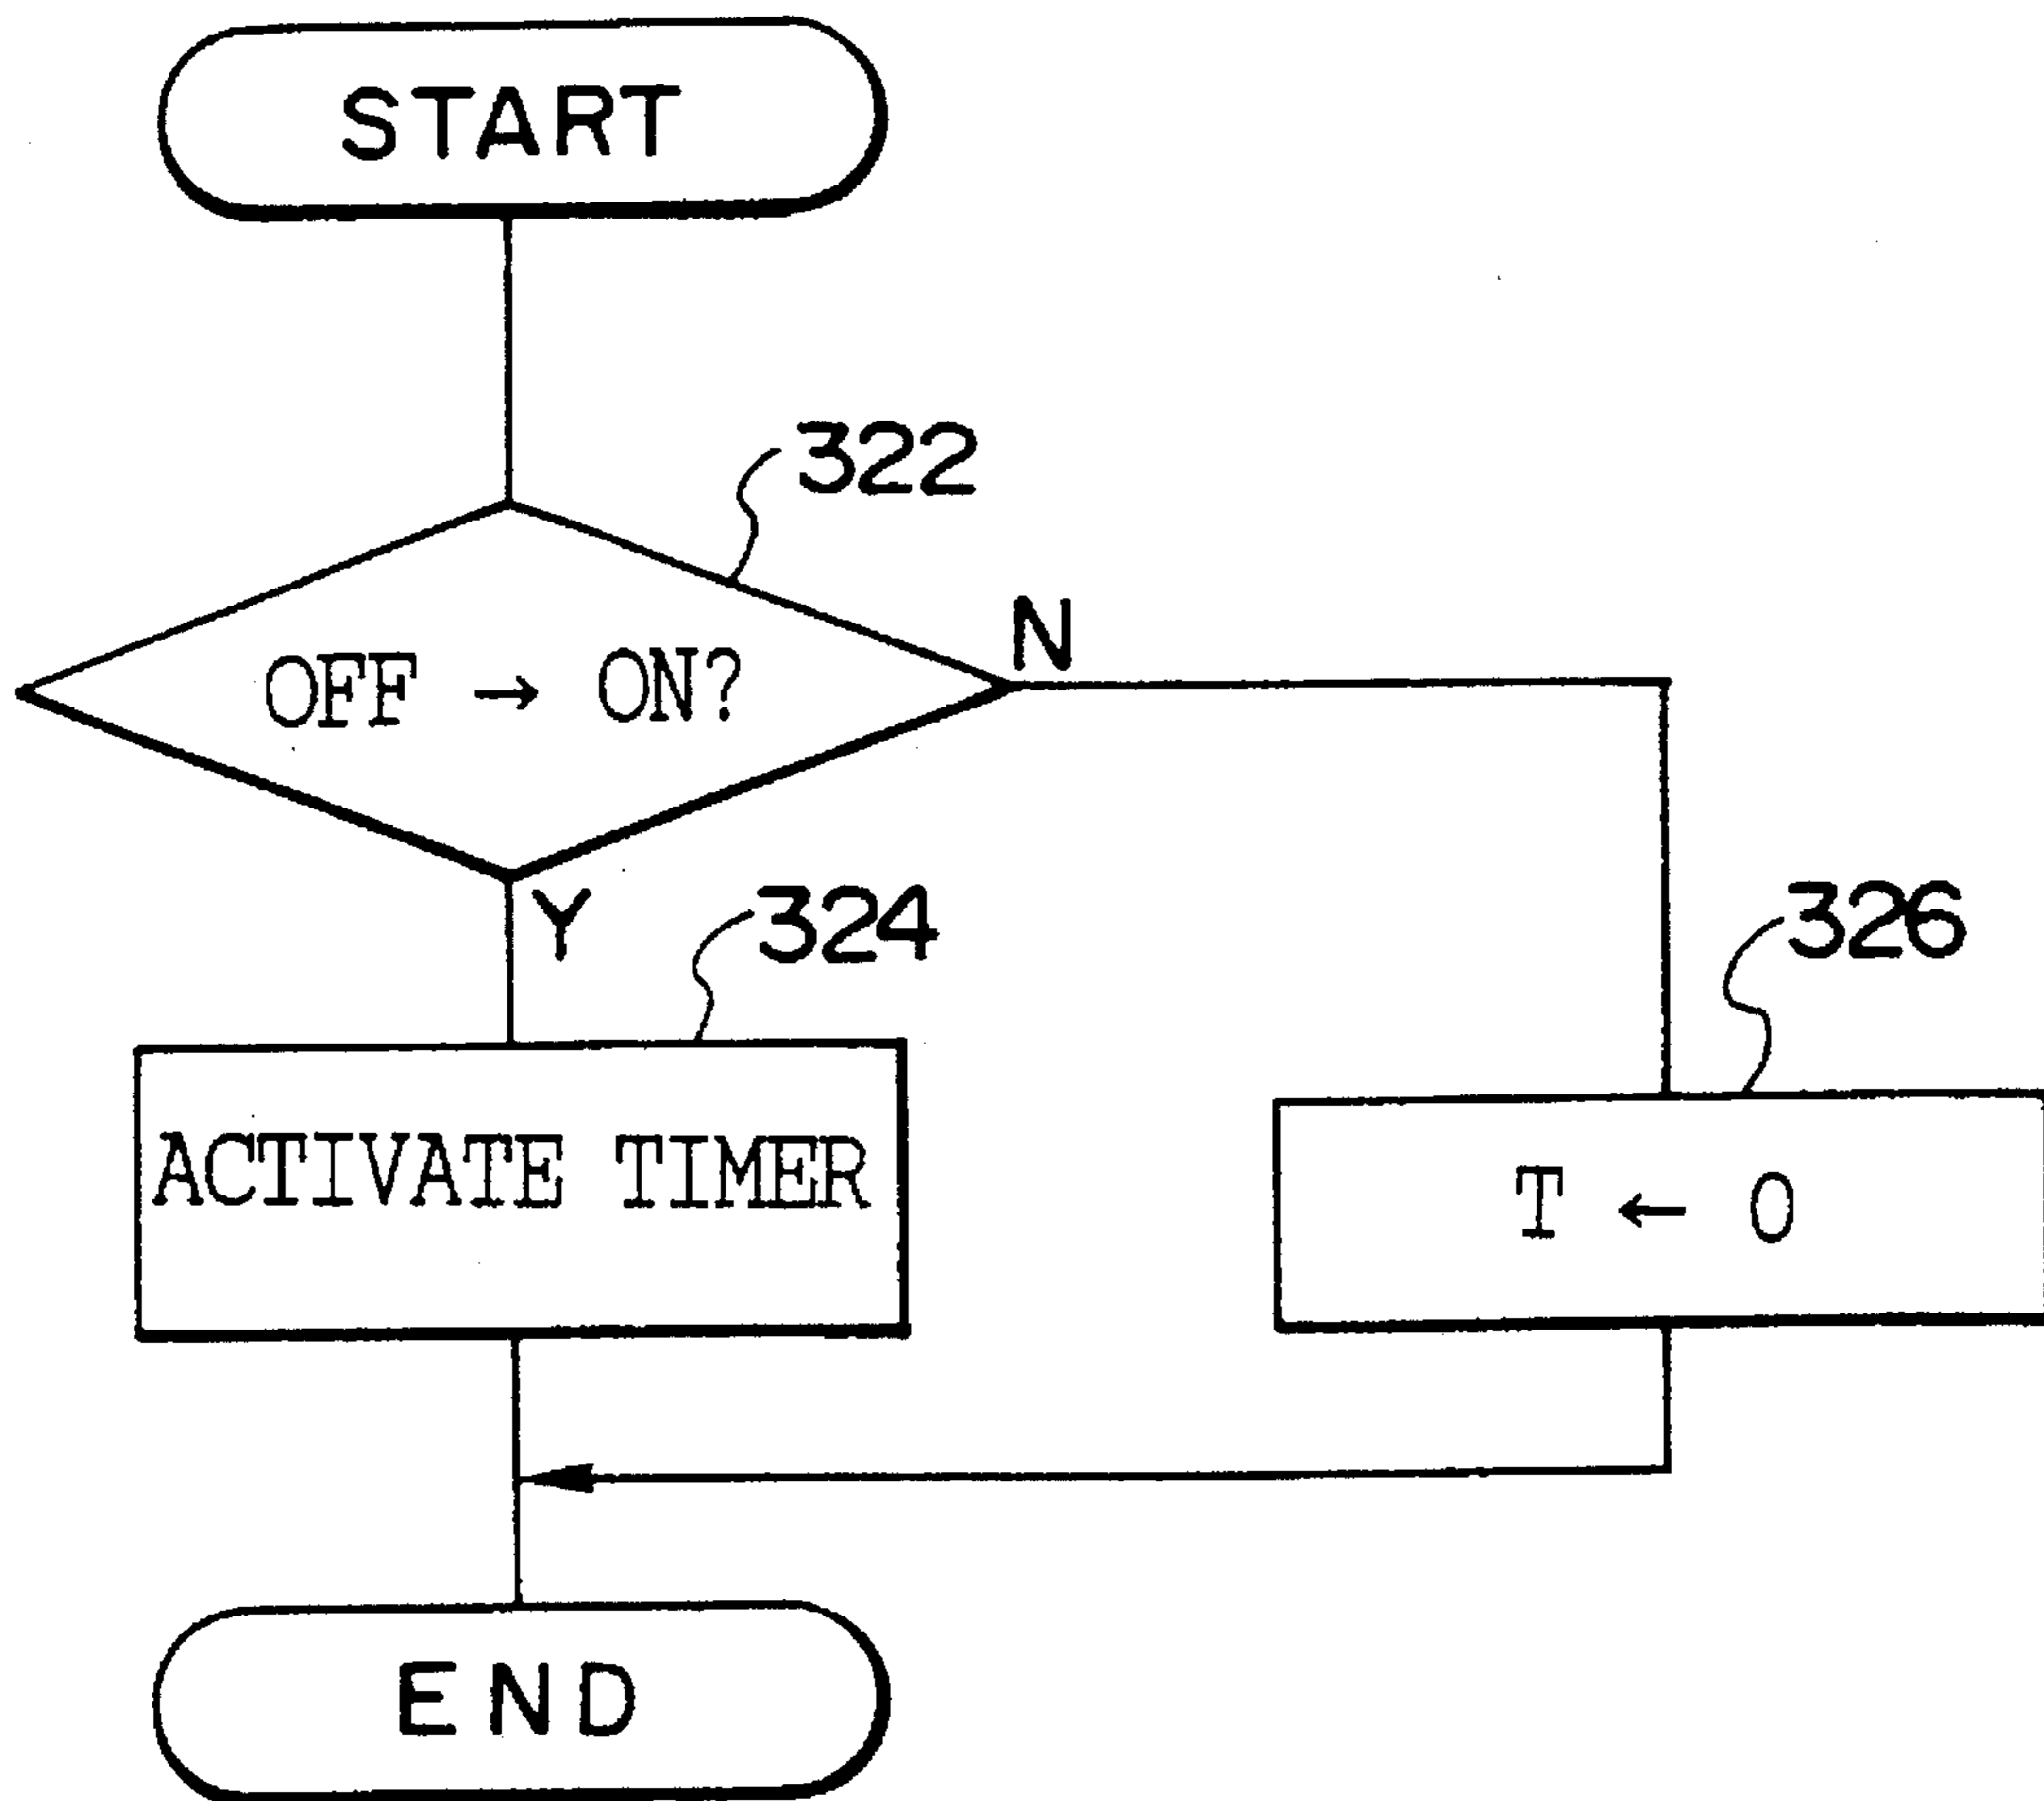 START
322
OFF → ON?
N
Y
324
326
ACTIVATE TIMER
T ← 0
END